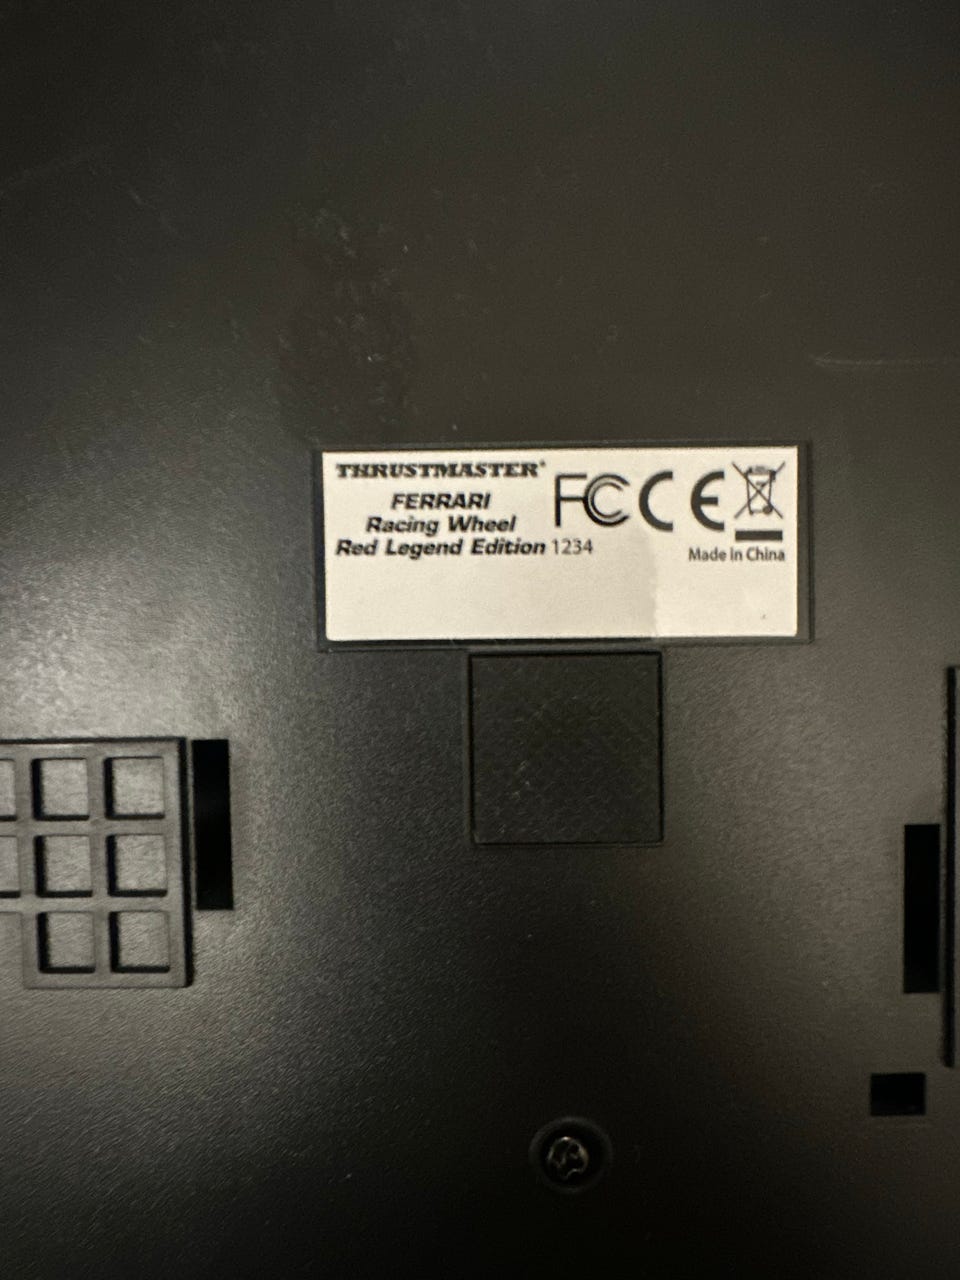 THRUSTMASTER®
FERRARI
Racing Wheel
Red Legend Edition 1234
FC CE
Made in China